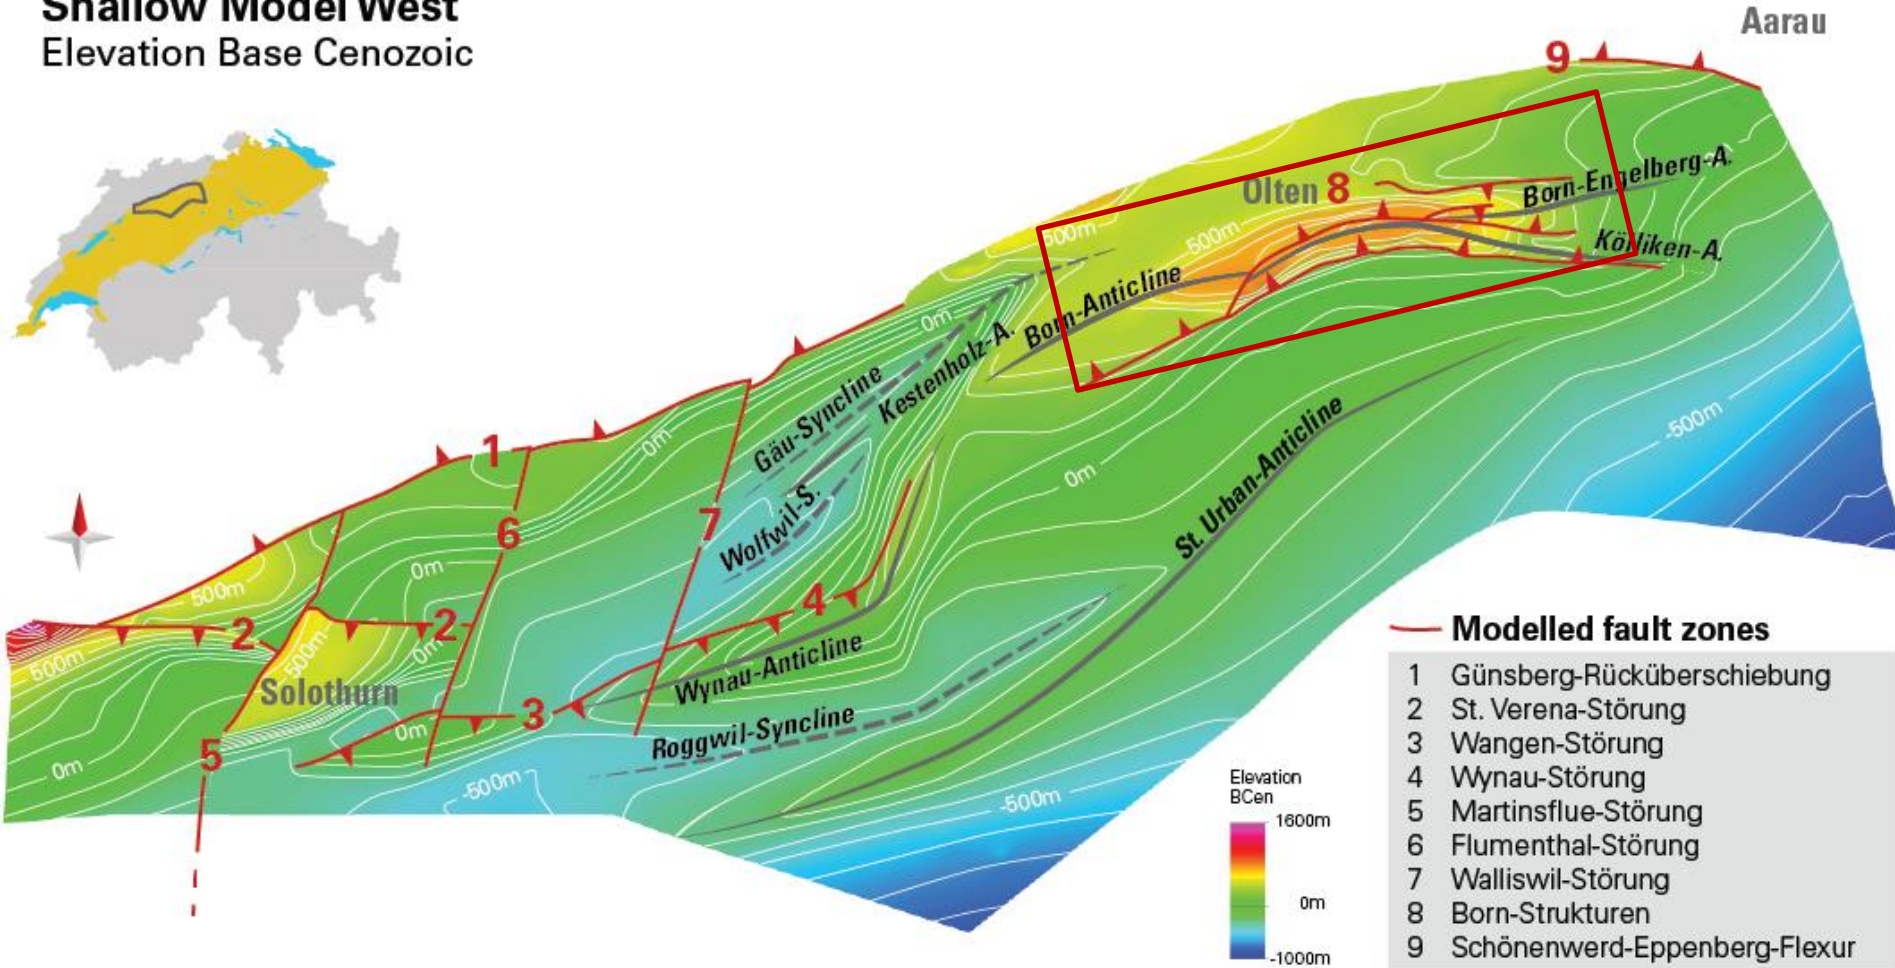 Shallow Model West
Elevation Base Cenozoic
Aarau
9
Born-Engelberg-A.
Olten 8
Kölliken-A.
500m
500m
Born-Anticline
0m
Kestenholz-A.
Gäu-Syncline
-500m
St. Urban-Anticline
1
0m
0m
6
7
Wolfwil-S.
0m
500m
4
2
2
0m
500m
500m
Wynau-Anticline
Solothurn
3
Roggwil-Syncline
0m
5
0m
-500m
-500m
Modelled fault zones
1 Günsberg-Rücküberschiebung
2 St. Verena-Störung
3 Wangen-Störung
4 Wynau-Störung
5 Martinsflue-Störung
6 Flumenthal-Störung
7 Walliswil-Störung
8 Born-Strukturen
9 Schönenwerd-Eppenberg-Flexur
Elevation
BCen
1600m
0m
-1000m